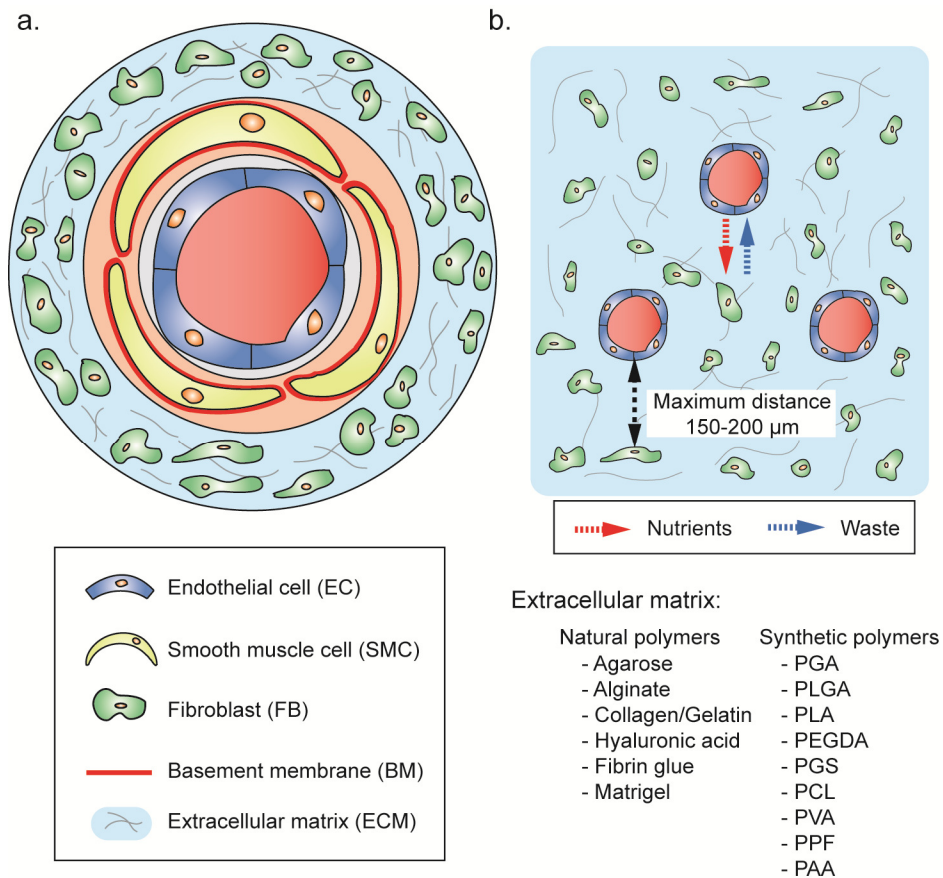 a.
b.
Maximum distance
150-200 µm
Nutrients
Waste
Endothelial cell (EC)
Smooth muscle cell (SMC)
Fibroblast (FB)
Basement membrane (BM)
Extracellular matrix (ECM)
Extracellular matrix:
Natural polymers
- Agarose
- Alginate
- Collagen/Gelatin
- Hyaluronic acid
- Fibrin glue
- Matrigel
Synthetic polymers
- PGA
- PLGA
- PLA
- PEGDA
- PGS
- PCL
- PVA
- PPF
- PAA